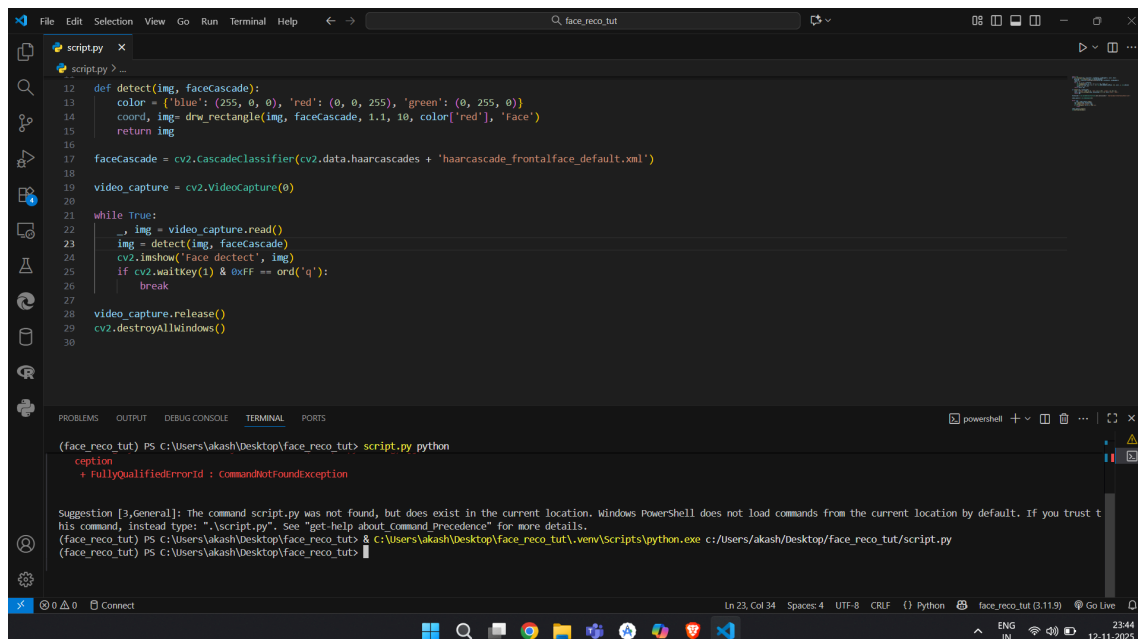 File Edit Selection View Go Run Terminal Help
face_reco_tut
script.py
script.py > ...
12 def detect(img, faceCascade):
13 color = {'blue': (255, 0, 0), 'red': (0, 0, 255), 'green': (0, 255, 0)}
14 coord, img= drw_rectangle(img, faceCascade, 1.1, 10, color['red'], 'Face')
15 return img
16
17 faceCascade = cv2.CascadeClassifier(cv2.data.haarcascades + 'haarcascade_frontalface_default.xml')
18
19 video_capture = cv2.VideoCapture(0)
20
21 while True:
22 _, img = video_capture.read()
23 img = detect(img, faceCascade)
24 cv2.imshow('Face dectect', img)
25 if cv2.waitKey(1) & 0xFF == ord('q'):
26 break
27
28 video_capture.release()
29 cv2.destroyAllWindows()
30
PROBLEMS OUTPUT DEBUG CONSOLE TERMINAL PORTS
powershell
(face_reco_tut) PS C:\Users\akash\Desktop\face_reco_tut> script.py python
ception
+ FullyQualifiedErrorId : CommandNotFoundException
Suggestion [3,General]: The command script.py was not found, but does exist in the current location. Windows PowerShell does not load commands from the current location by default. If you trust t
his command, instead type: ".\script.py". See "get-help about_Command_Precedence" for more details.
(face_reco_tut) PS C:\Users\akash\Desktop\face_reco_tut> & C:\Users\akash\Desktop\face_reco_tut\.venv\Scripts\python.exe c:/Users/akash/Desktop/face_reco_tut/script.py
(face_reco_tut) PS C:\Users\akash\Desktop\face_reco_tut>
0 0 Connect
Ln 23, Col 34 Spaces: 4 UTF-8 CRLF {} Python face_reco_tut (3.11.9) Go Live
ENG
IN
23:44
12-11-2025